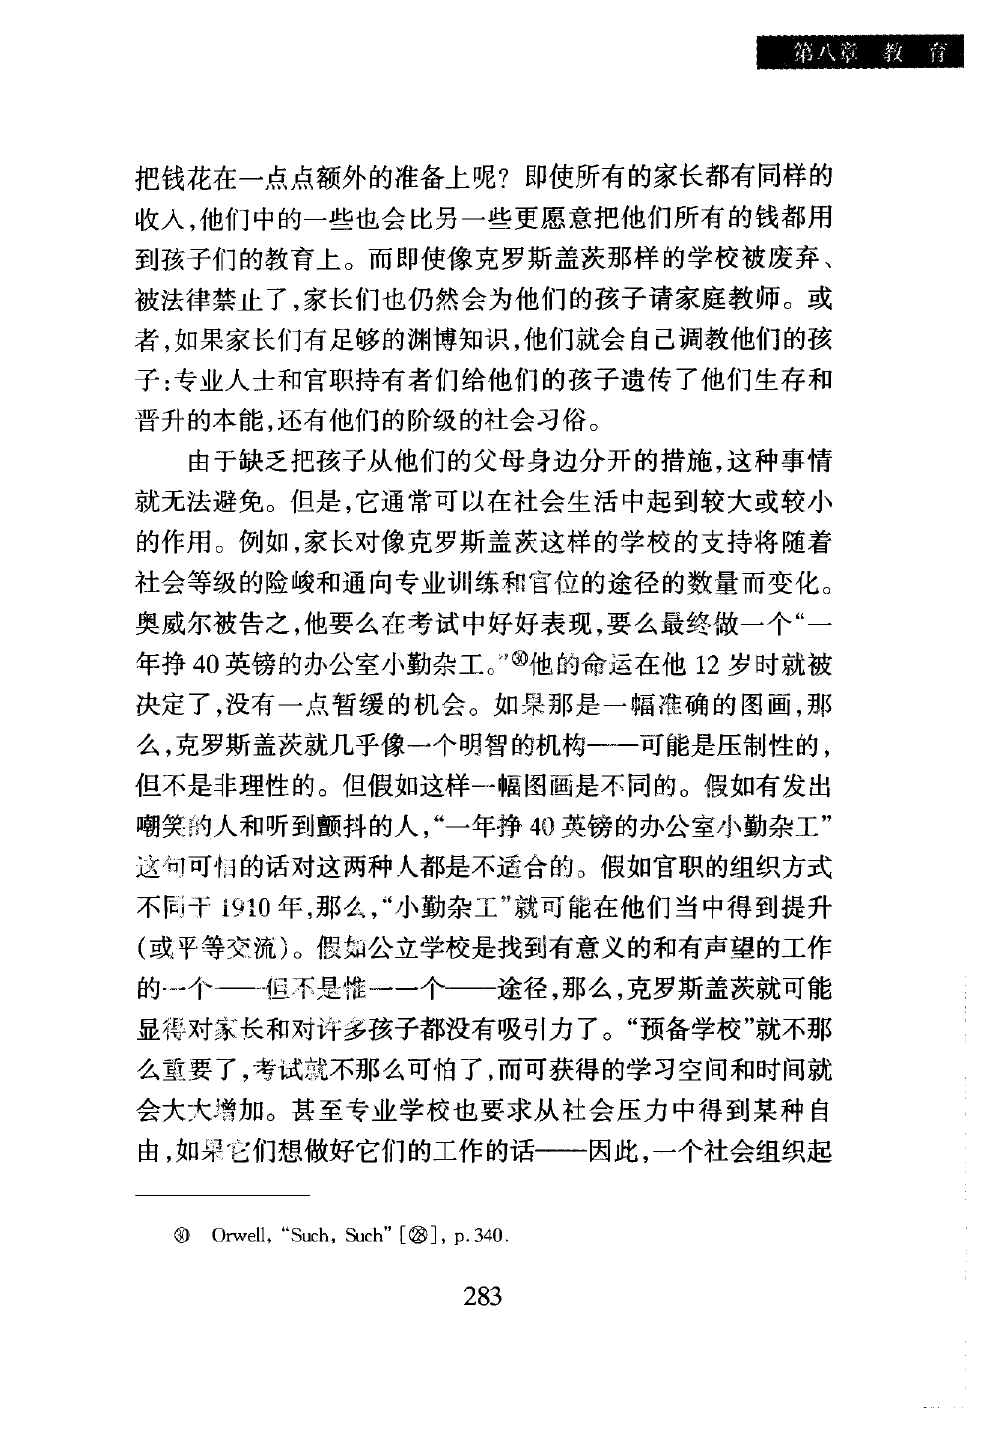 第八章 教 育
把钱花在一点点额外的准备上呢？即使所有的家长都有同样的
收入,他们中的一些也会比另一些更愿意把他们所有的钱都用
到孩子们的教育上。而即使像克罗斯盖茨那样的学校被废弃、
被法律禁止了,家长们也仍然会为他们的孩子请家庭教师。或
者,如果家长们有足够的渊博知识,他们就会自己调教他们的孩
子:专业人士和官职持有者们给他们的孩子遗传了他们生存和
晋升的本能,还有他们的阶级的社会习俗。
由于缺乏把孩子从他们的父母身边分开的措施,这种事情
就无法避免。但是,它通常可以在社会生活中起到较大或较小
的作用。例如,家长对像克罗斯盖茨这样的学校的支持将随着
社会等级的险峻和通向专业训练和官位的途径的数量而变化。
奥威尔被告之,他要么在考试中好好表现,要么最终做一个“一
年挣 40 英镑的办公室小勤杂工。”㉚他的命运在他 12 岁时就被
决定了,没有一点暂缓的机会。如果那是一幅准确的图画,那
么,克罗斯盖茨就几乎像一个明智的机构——可能是压制性的,
但不是非理性的。但假如这样一幅图画是不同的。假如有发出
嘲笑的人和听到颤抖的人,“一年挣 40 英镑的办公室小勤杂工”
这句可怕的话对这两种人都是不适合的。假如官职的组织方式
不同于 1910 年,那么,“小勤杂工”就可能在他们当中得到提升
(或平等交流)。假如公立学校是找到有意义的和有声望的工作
的一个——但不是惟一一个——途径,那么,克罗斯盖茨就可能
显得对家长和对许多孩子都没有吸引力了。“预备学校”就不那
么重要了,考试就不那么可怕了,而可获得的学习空间和时间就
会大大增加。甚至专业学校也要求从社会压力中得到某种自
由,如果它们想做好它们的工作的话——因此,一个社会组织起
㉚ Orwell, “Such, Such” [㉘], p. 340.
283